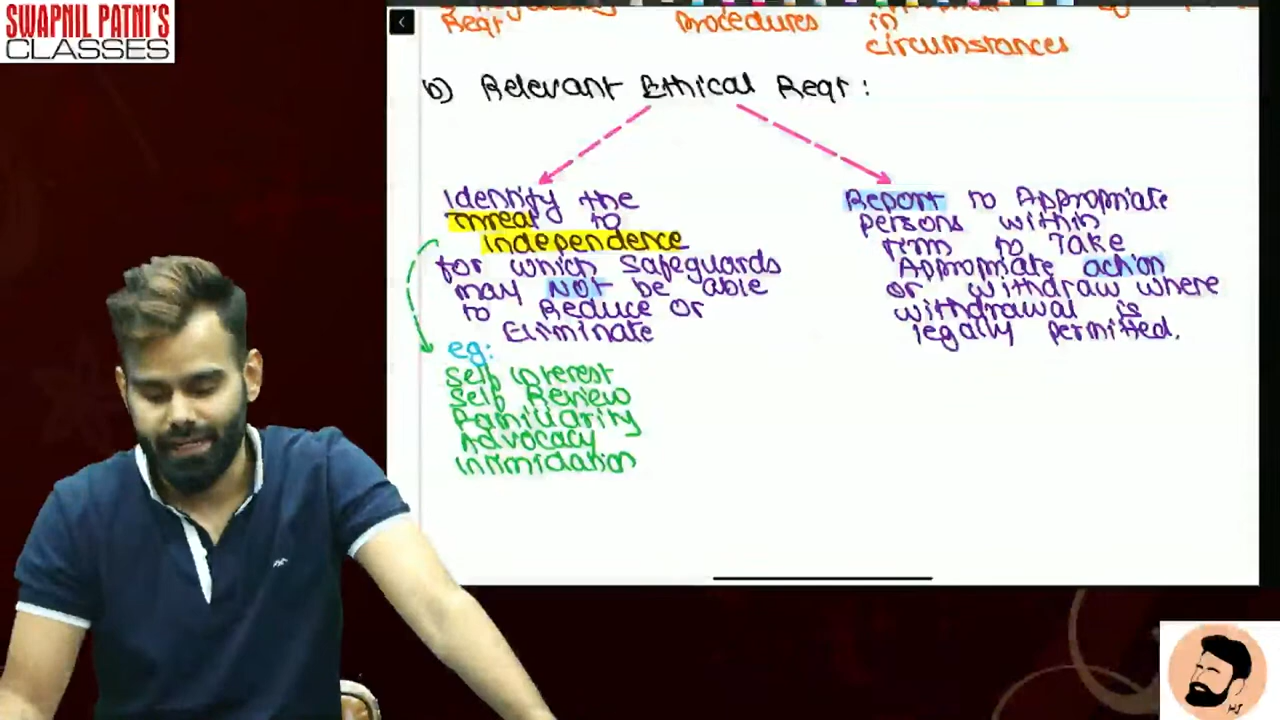 SWAPNIL PATNI'S
CLASSES
Reqr procedures in
circumstances
b) Relevant Ethical Reqr :
Identify the
Threat to
independence
for which safeguards
may NOT be able
to Reduce or
Eliminate
eg:
Self interest
Self Review
Familiarity
Advocacy
intimidation
Report to Appropriate
persons within
firm to Take
Appropriate action
or withdraw where
withdrawal is
legally permitted.